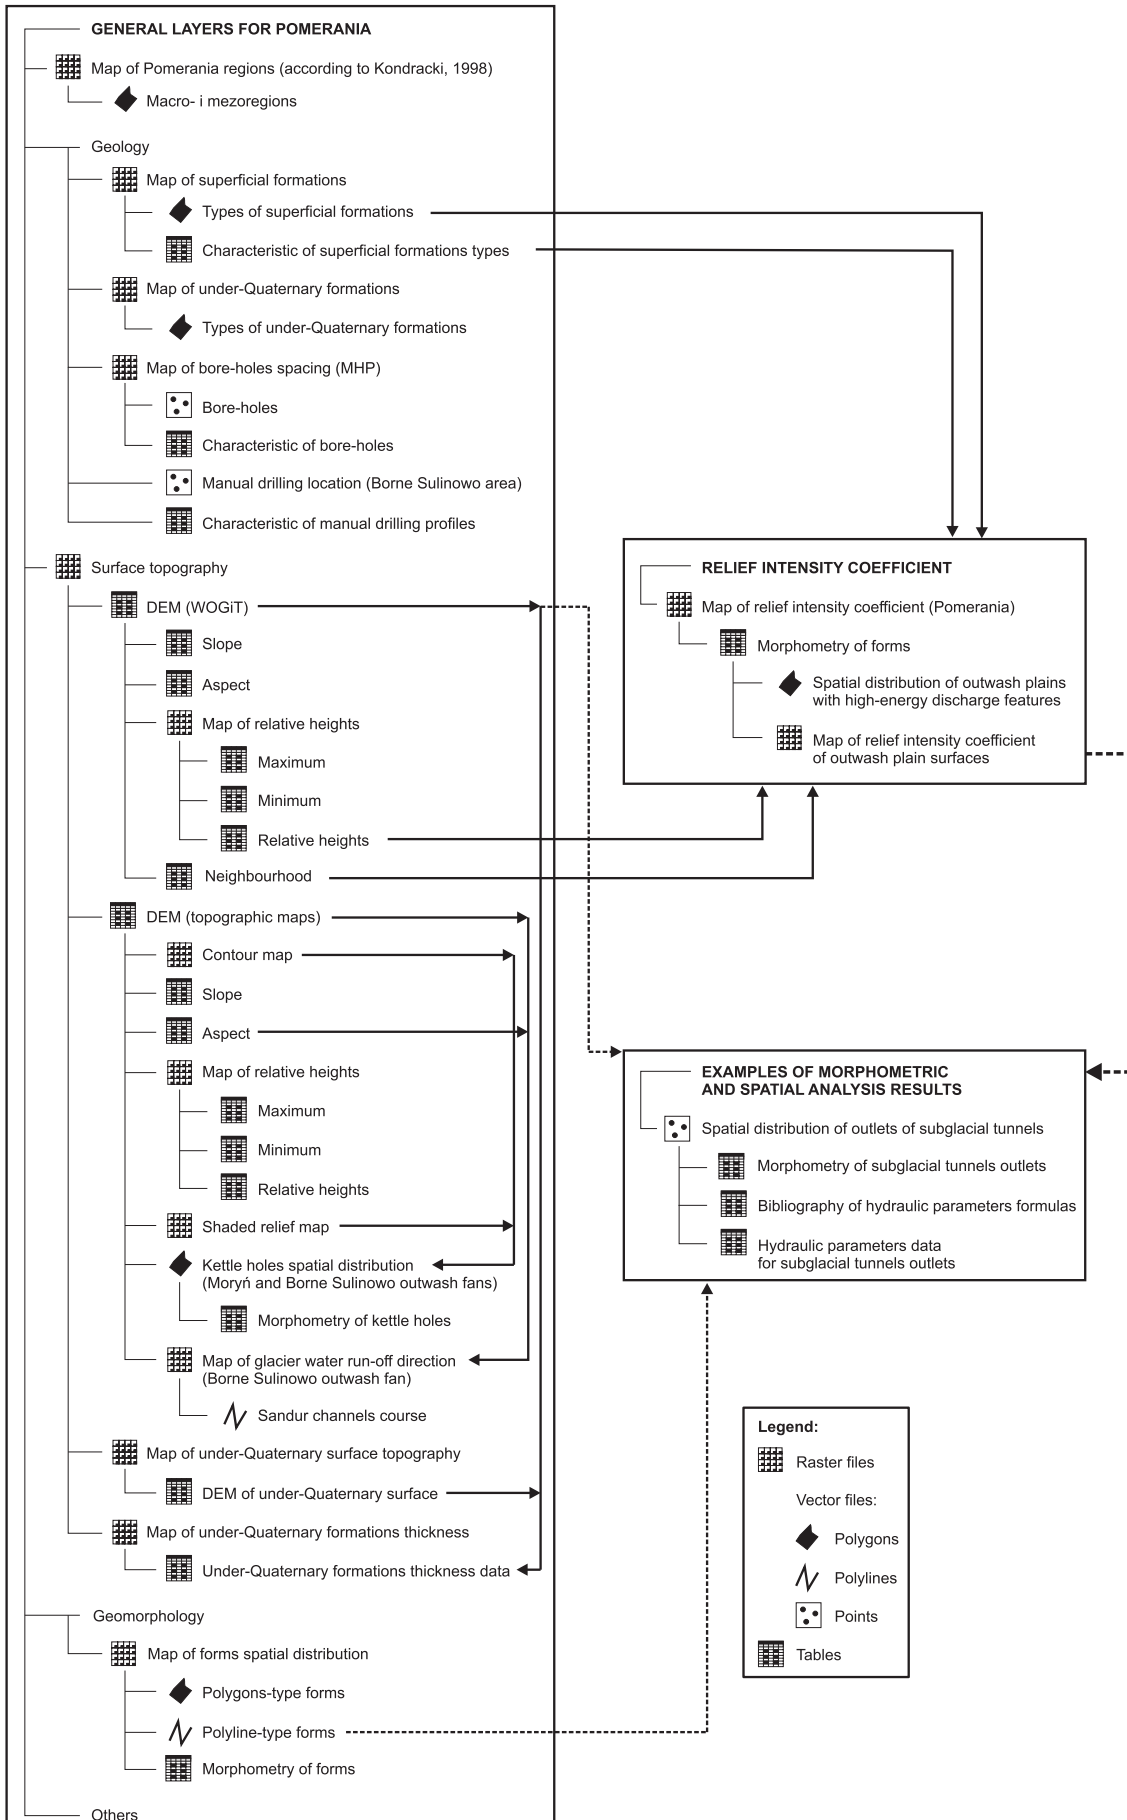 GENERAL LAYERS FOR POMERANIA
Map of Pomerania regions (according to Kondracki, 1998)
Macro- i mezoregions
Geology
Map of superficial formations
Types of superficial formations
Characteristic of superficial formations types
Map of under-Quaternary formations
Types of under-Quaternary formations
Map of bore-holes spacing (MHP)
Bore-holes
Characteristic of bore-holes
Manual drilling location (Borne Sulinowo area)
Characteristic of manual drilling profiles
Surface topography
DEM (WOGiT)
Slope
Aspect
Map of relative heights
Maximum
Minimum
Relative heights
Neighbourhood
DEM (topographic maps)
Contour map
Slope
Aspect
Map of relative heights
Maximum
Minimum
Relative heights
Shaded relief map
Kettle holes spatial distribution
(Moryń and Borne Sulinowo outwash fans)
Morphometry of kettle holes
Map of glacier water run-off direction
(Borne Sulinowo outwash fan)
Sandur channels course
Map of under-Quaternary surface topography
DEM of under-Quaternary surface
Map of under-Quaternary formations thickness
Under-Quaternary formations thickness data
Geomorphology
Map of forms spatial distribution
Polygons-type forms
Polyline-type forms
Morphometry of forms
Others
RELIEF INTENSITY COEFFICIENT
Map of relief intensity coefficient (Pomerania)
Morphometry of forms
Spatial distribution of outwash plains
with high-energy discharge features
Map of relief intensity coefficient
of outwash plain surfaces
EXAMPLES OF MORPHOMETRIC
AND SPATIAL ANALYSIS RESULTS
Spatial distribution of outlets of subglacial tunnels
Morphometry of subglacial tunnels outlets
Bibliography of hydraulic parameters formulas
Hydraulic parameters data
for subglacial tunnels outlets
Legend:
Raster files
Vector files:
Polygons
Polylines
Points
Tables